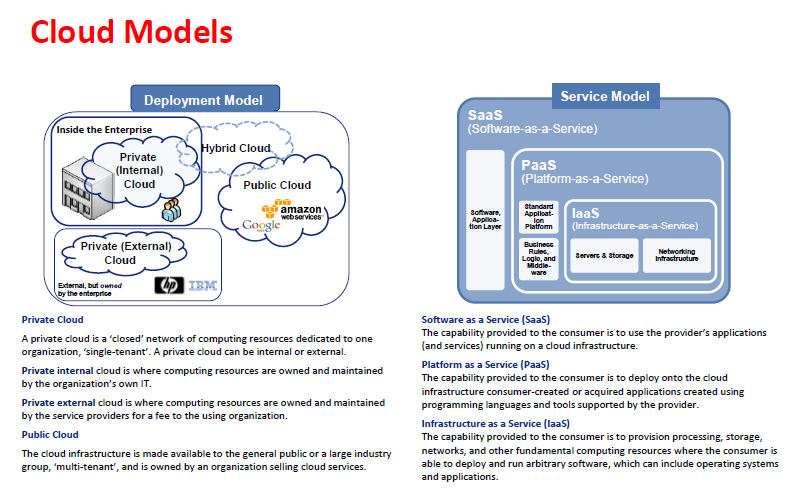 Cloud Models
Deployment Model
Inside the Enterprise
Private
(Internal)
Cloud
Hybrid Cloud
Public Cloud
amazon
webservices
Google
Private (External)
Cloud
External, but owned
by the enterprise
hp
IBM
Private Cloud
A private cloud is a ‘closed’ network of computing resources dedicated to one
organization, ‘single-tenant’. A private cloud can be internal or external.
Private internal cloud is where computing resources are owned and maintained
by the organization’s own IT.
Private external cloud is where computing resources are owned and maintained
by the service providers for a fee to the using organization.
Public Cloud
The cloud infrastructure is made available to the general public or a large industry
group, ‘multi-tenant’, and is owned by an organization selling cloud services.
Service Model
SaaS
(Software-as-a-Service)
Software,
Applica-
tion Layer
PaaS
(Platform-as-a-Service)
Standard
Applicat-
ion
Platform
Business
Rules,
Logic, and
Middle-
ware
IaaS
(Infrastructure-as-a-Service)
Servers & Storage
Networking
Infrastructure
Software as a Service (SaaS)
The capability provided to the consumer is to use the provider’s applications
(and services) running on a cloud infrastructure.
Platform as a Service (PaaS)
The capability provided to the consumer is to deploy onto the cloud
infrastructure consumer-created or acquired applications created using
programming languages and tools supported by the provider.
Infrastructure as a Service (IaaS)
The capability provided to the consumer is to provision processing, storage,
networks, and other fundamental computing resources where the consumer is
able to deploy and run arbitrary software, which can include operating systems
and applications.